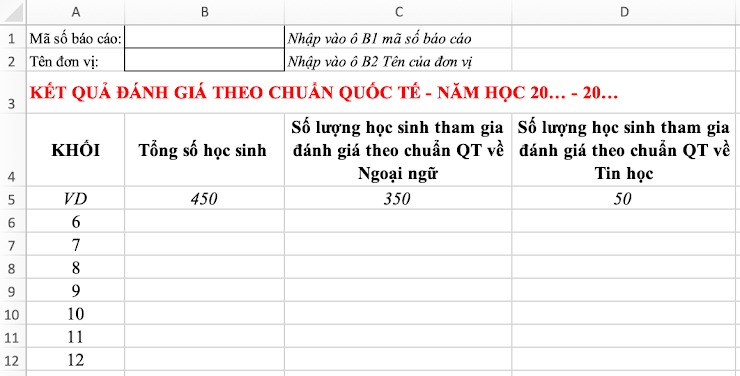 A B C D
1 Mã số báo cáo: Nhập vào ô B1 mã số báo cáo
2 Tên đơn vị: Nhập vào ô B2 Tên của đơn vị
3 KẾT QUẢ ĐÁNH GIÁ THEO CHUẨN QUỐC TẾ - NĂM HỌC 20... - 20...
4 KHỐI Tổng số học sinh
Số lượng học sinh tham gia
đánh giá theo chuẩn QT về
Ngoại ngữ
Số lượng học sinh tham gia
đánh giá theo chuẩn QT về
Tin học
5 VD 450 350 50
6 6
7 7
8 8
9 9
10 10
11 11
12 12